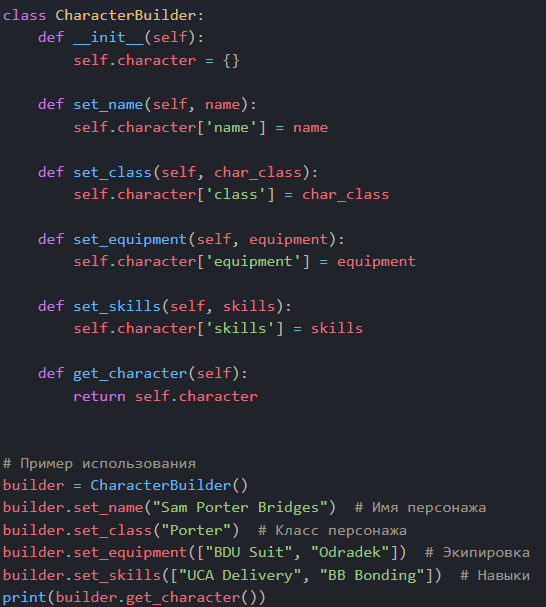 class CharacterBuilder:
    def __init__(self):
        self.character = {}

    def set_name(self, name):
        self.character['name'] = name

    def set_class(self, char_class):
        self.character['class'] = char_class

    def set_equipment(self, equipment):
        self.character['equipment'] = equipment

    def set_skills(self, skills):
        self.character['skills'] = skills

    def get_character(self):
        return self.character


# Пример использования
builder = CharacterBuilder()
builder.set_name("Sam Porter Bridges")  # Имя персонажа
builder.set_class("Porter")  # Класс персонажа
builder.set_equipment(["BDU Suit", "Odradek"])  # Экипировка
builder.set_skills(["UCA Delivery", "BB Bonding"])  # Навыки
print(builder.get_character())